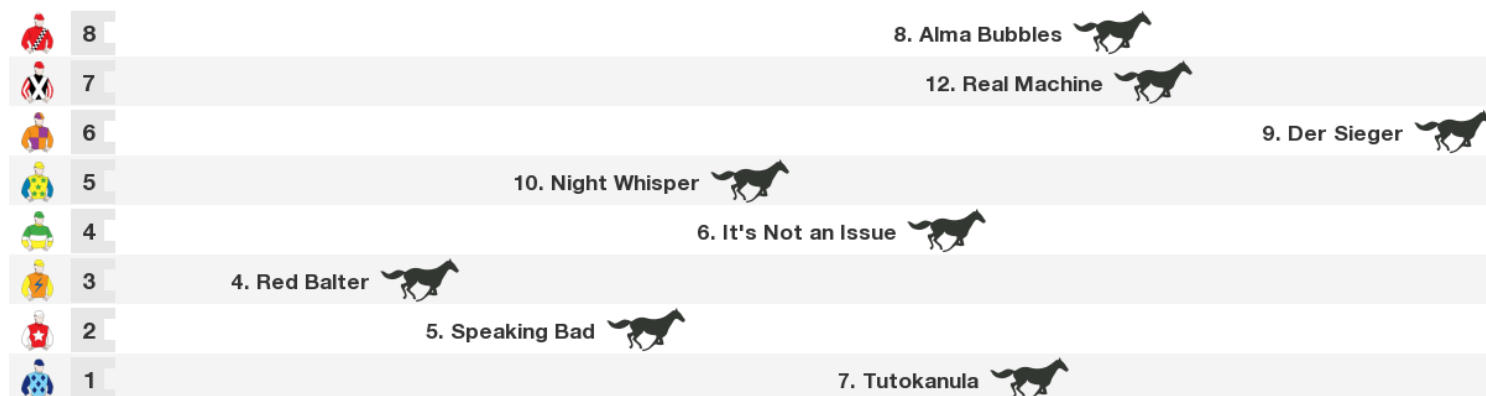 8 8. Alma Bubbles
7 12. Real Machine
6 9. Der Sieger
5 10. Night Whisper
4 6. It's Not an Issue
3 4. Red Balter
2 5. Speaking Bad
1 7. Tutokanula